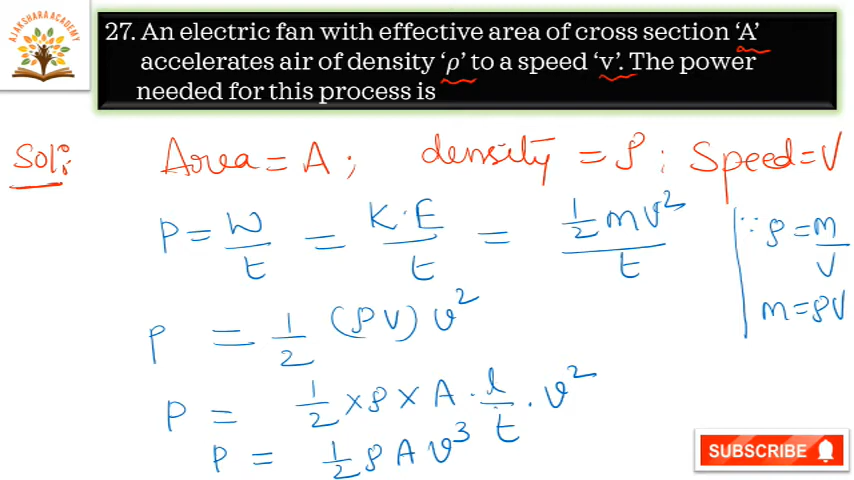 AJAKSHARA ACADEMY
27. An electric fan with effective area of cross section ‘A’
accelerates air of density ‘ρ’ to a speed ‘v’. The power
needed for this process is
Sol: Area = A ; density = ρ ; Speed = V
P = W/t = K.E/t = ½mv²/t
∵ ρ = m/V
m = ρV
P = 1/2 (ρV) v²
P = 1/2 × ρ × A · l/t · v²
P = 1/2 ρ A v³
SUBSCRIBE